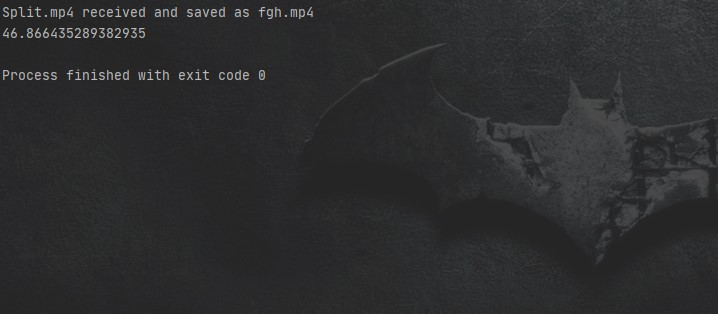 Split.mp4 received and saved as fgh.mp4
46.866435289382935
Process finished with exit code 0